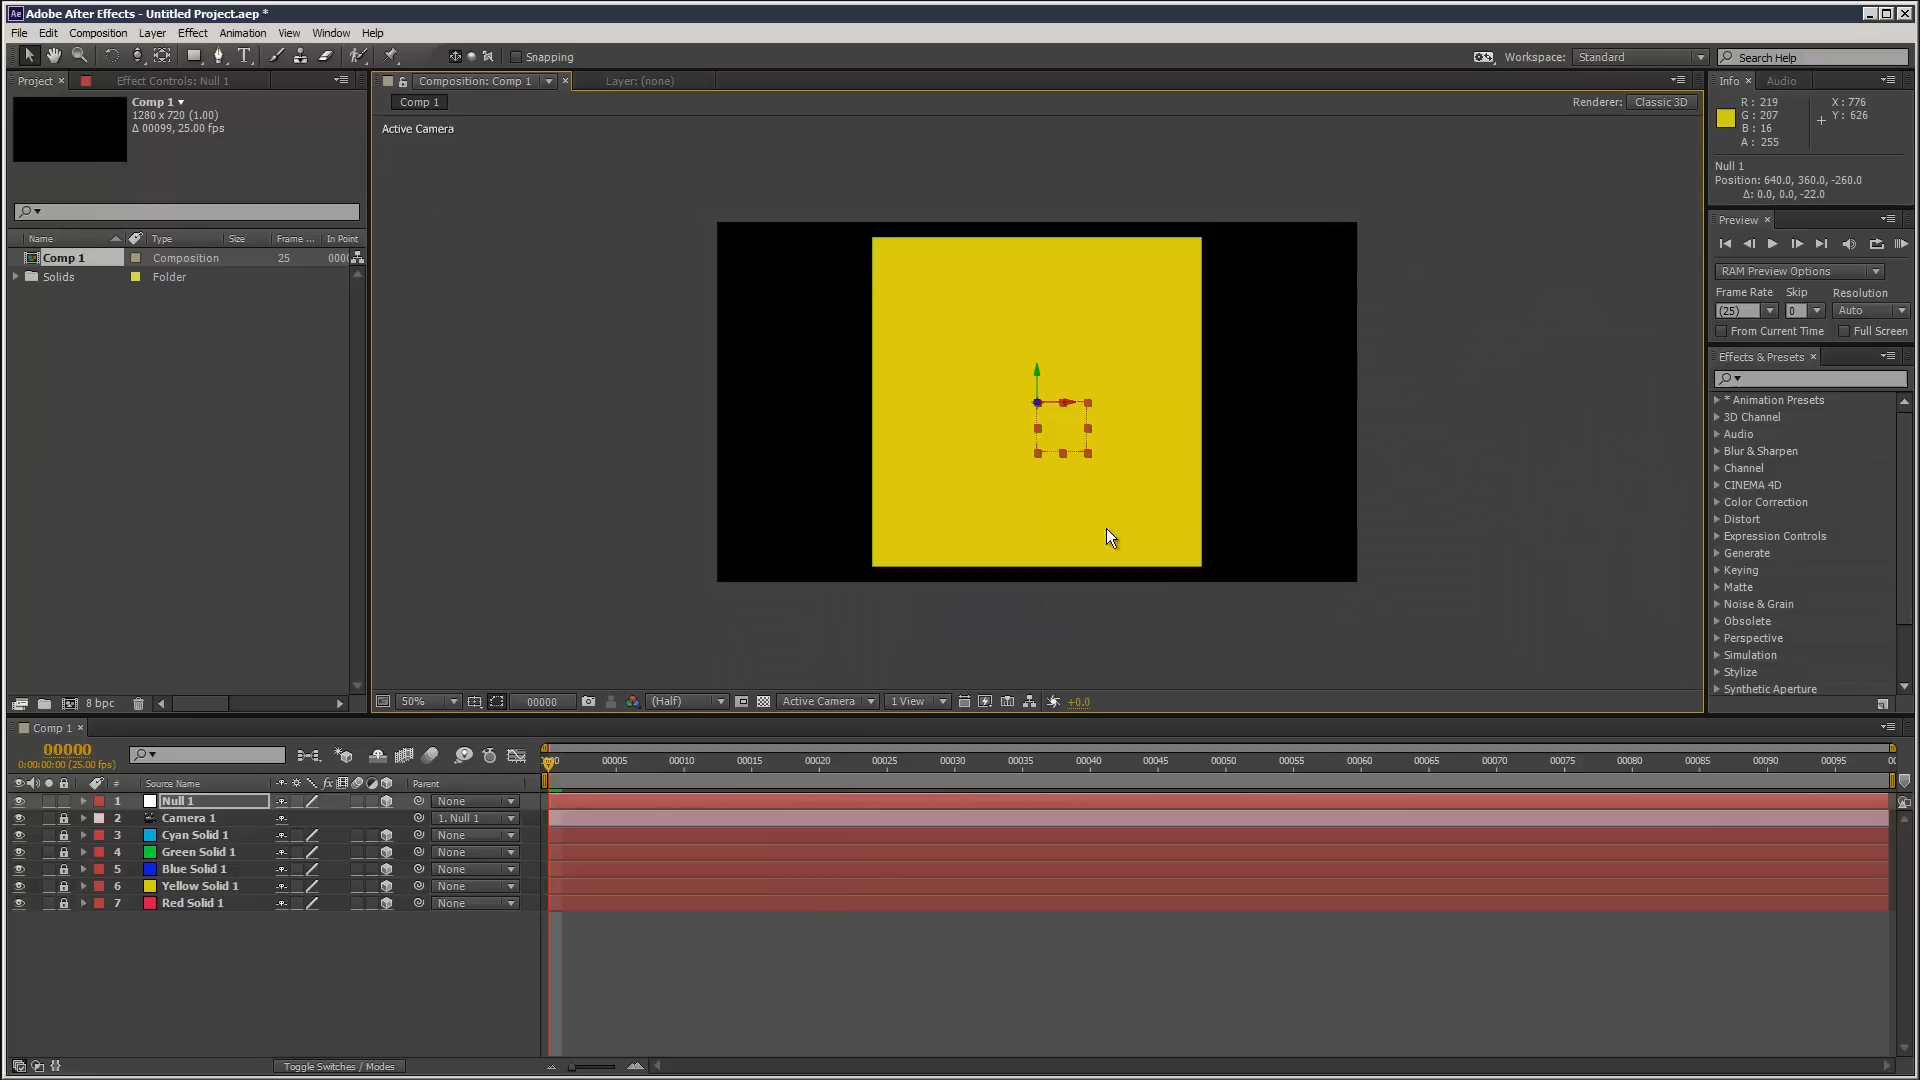 Adobe After Effects - Untitled Project.aep *
File Edit Composition Layer Effect Animation View Window Help
Snapping
Workspace: Standard
Search Help
Project × Effect Controls: Null 1
Composition: Comp 1 × Layer: (none)
Info × Audio
Comp 1
1280 x 720 (1.00)
Δ 00099, 25.00 fps
Comp 1
Renderer: Classic 3D
Active Camera
R : 219
G : 207
B : 16
A : 255
X : 776
Y : 626
Null 1
Position: 640.0, 360.0, -260.0
Δ: 0.0, 0.0, -22.0
Preview ×
RAM Preview Options
Frame Rate Skip Resolution
(25) 0 Auto
From Current Time Full Screen
Name Type Size Frame ... In Point
Comp 1 Composition 25
Solids Folder
Effects & Presets ×
* Animation Presets
3D Channel
Audio
Blur & Sharpen
Channel
CINEMA 4D
Color Correction
Distort
Expression Controls
Generate
Keying
Matte
Noise & Grain
Obsolete
Perspective
Simulation
Stylize
Synthetic Aperture
8 bpc
50% 00000 (Half) Active Camera 1 View +0.0
Comp 1 ×
00000
0:00:00:00 (25.00 fps)
00005 00010 00015 00020 00025 00030 00035 00040 00045 00050 00055 00060 00065 00070 00075 00080 00085 00090 00095
# Source Name fx Parent
1 Null 1 None
2 Camera 1 1. Null 1
3 Cyan Solid 1 None
4 Green Solid 1 None
5 Blue Solid 1 None
6 Yellow Solid 1 None
7 Red Solid 1 None
Toggle Switches / Modes